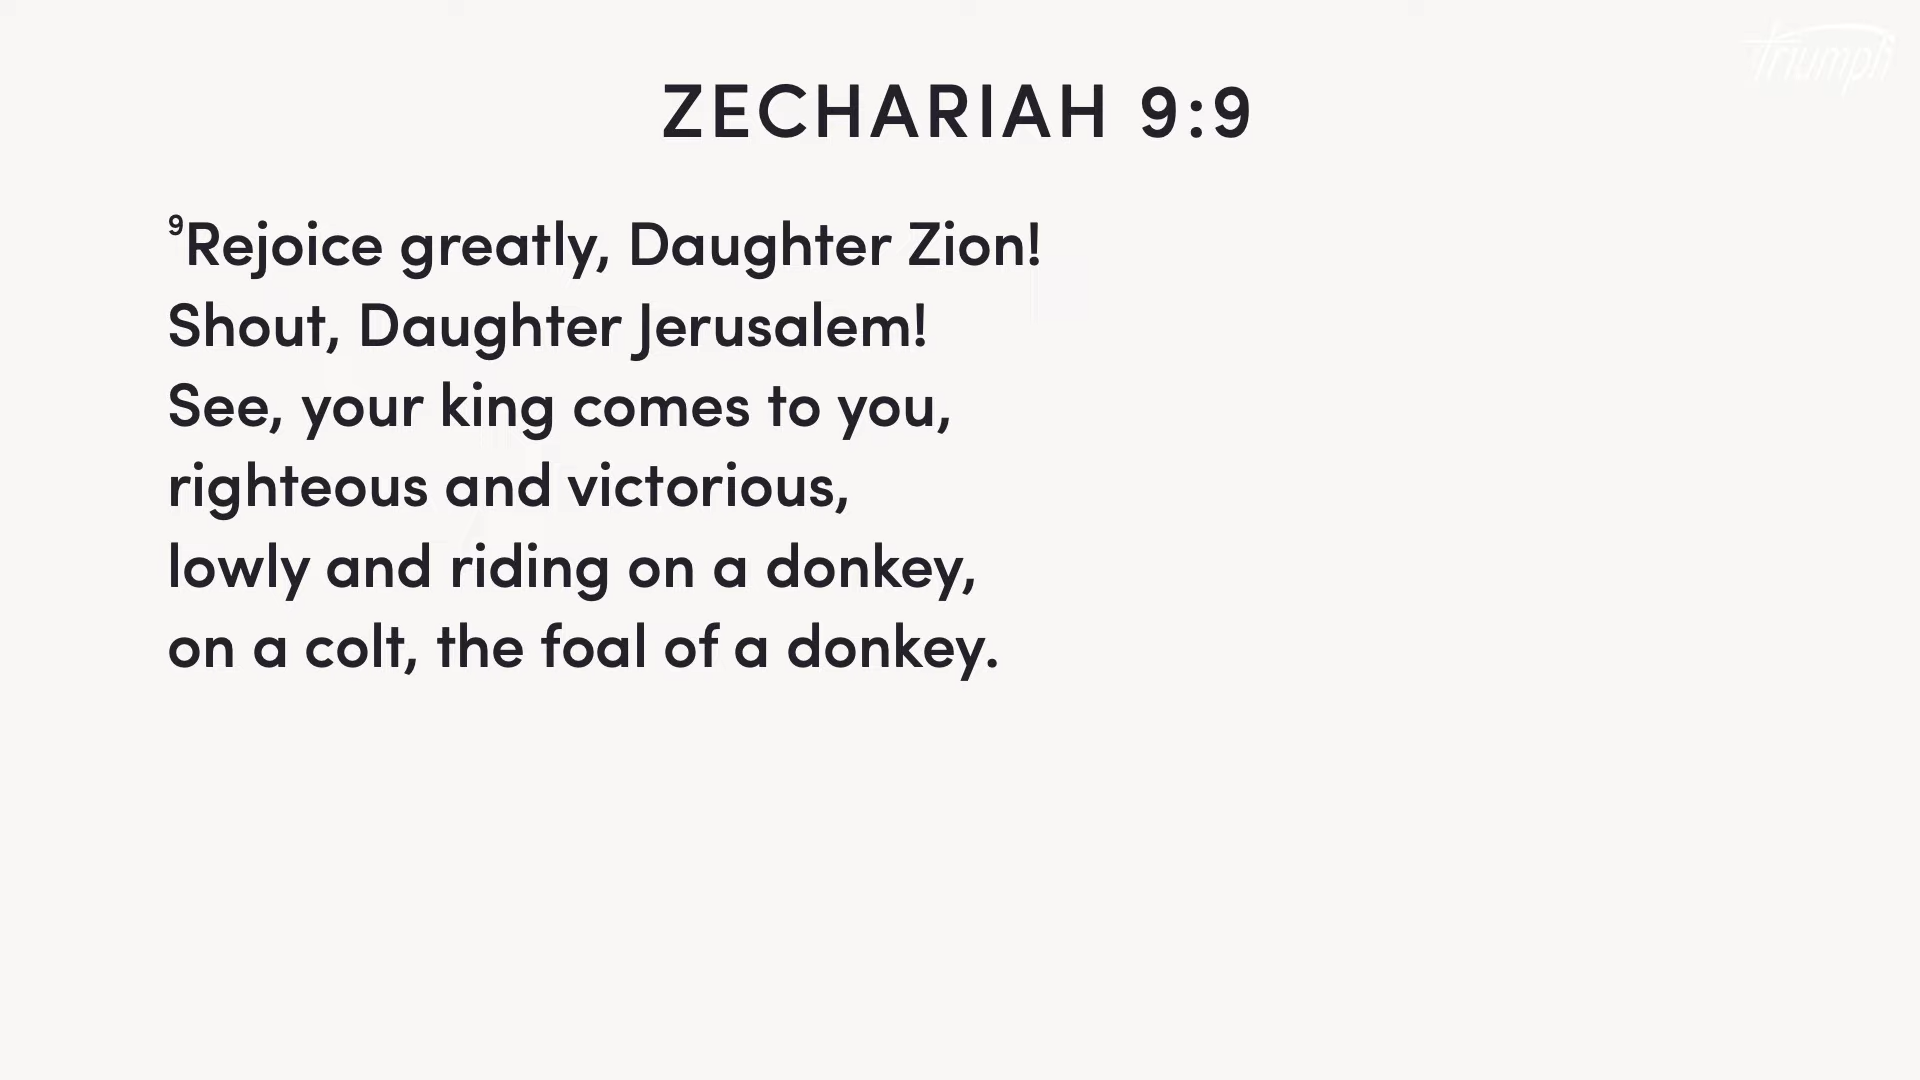 triumph
ZECHARIAH 9:9
⁹Rejoice greatly, Daughter Zion!
Shout, Daughter Jerusalem!
See, your king comes to you,
righteous and victorious,
lowly and riding on a donkey,
on a colt, the foal of a donkey.